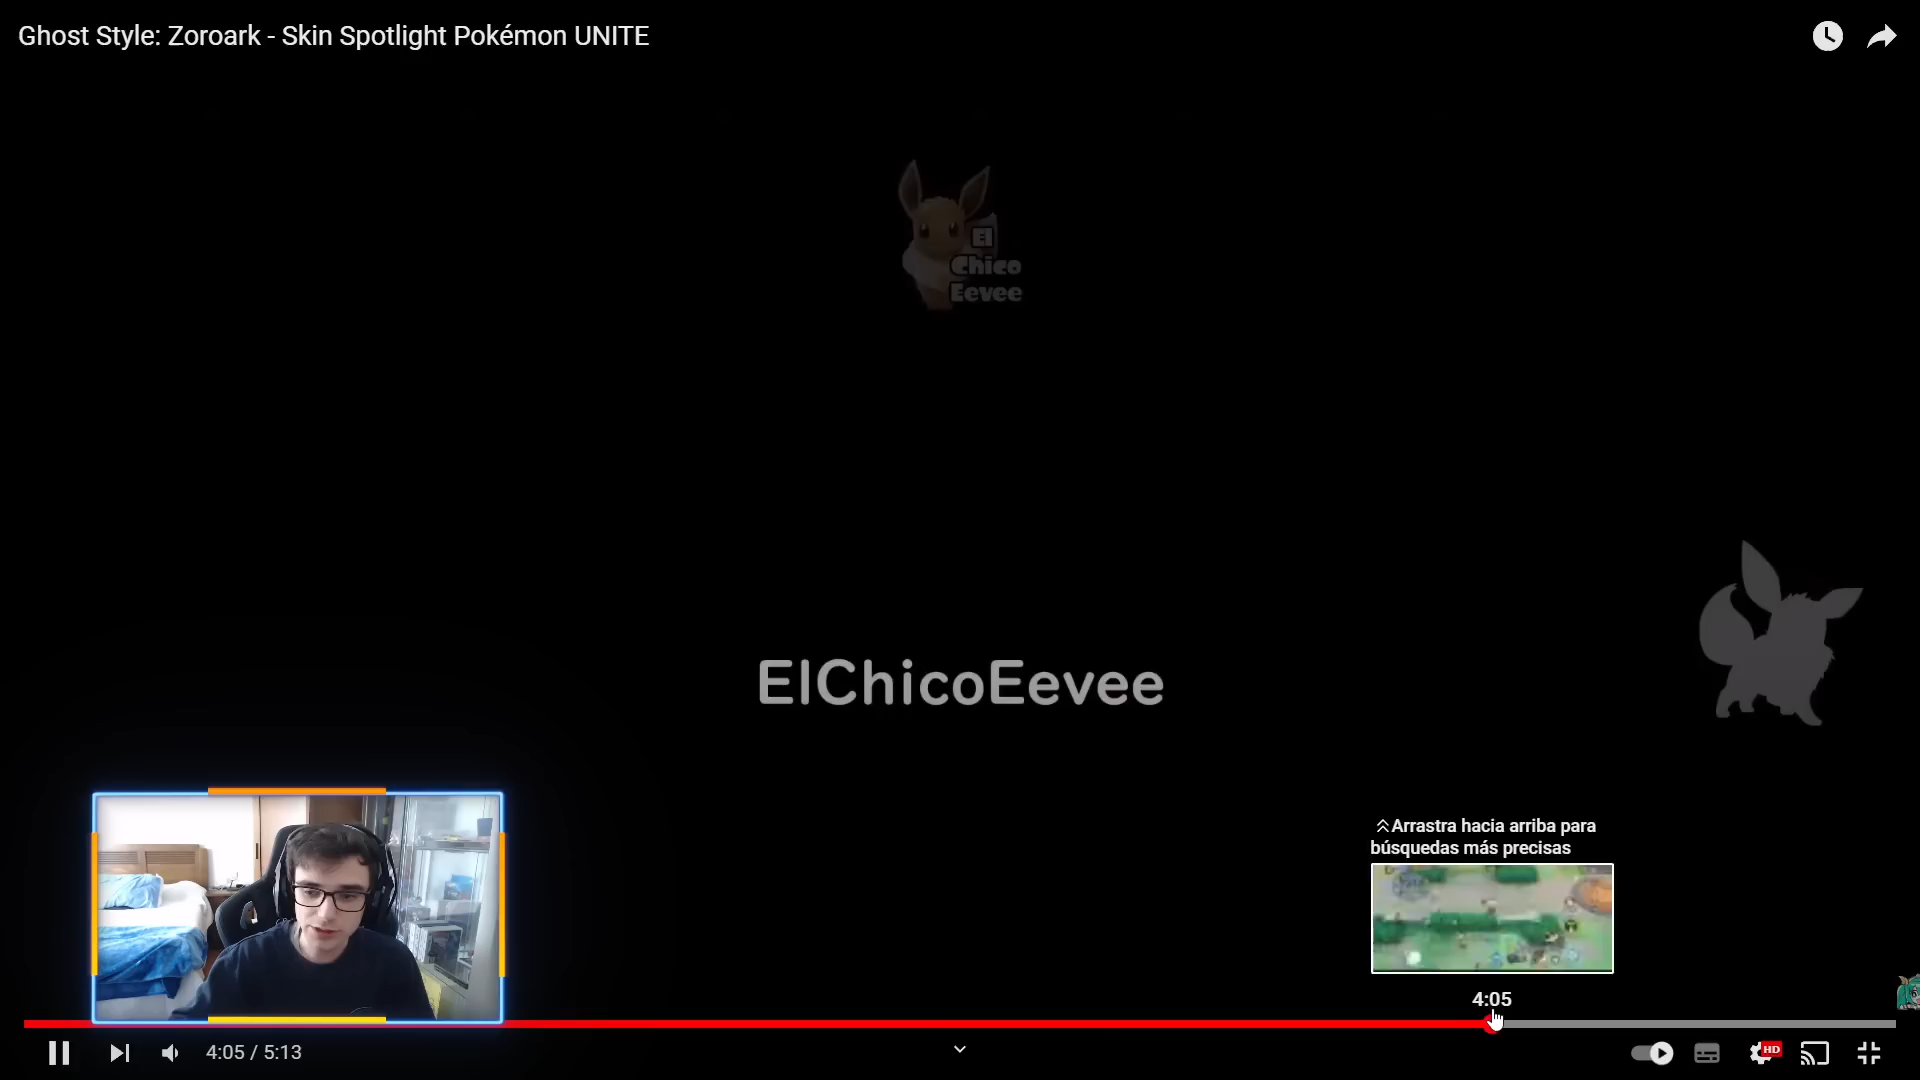 Ghost Style: Zoroark - Skin Spotlight Pokémon UNITE
El
Chico
Eevee
ElChicoEevee
Arrastra hacia arriba para
búsquedas más precisas
4:05
4:05 / 5:13
HD